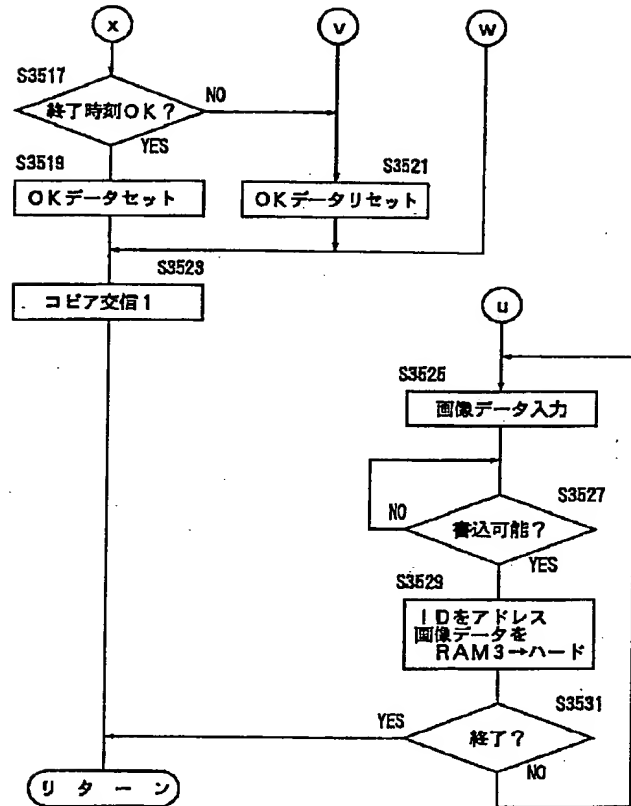 x
v
w
S3517
終了時刻OK？
NO
YES
S3519
OKデータセット
S3521
OKデータリセット
S3523
コピア交信1
u
S3525
画像データ入力
S3527
書込可能？
NO
YES
S3529
IDをアドレス
画像データを
RAM3→ハード
S3531
終了？
YES
NO
リターン